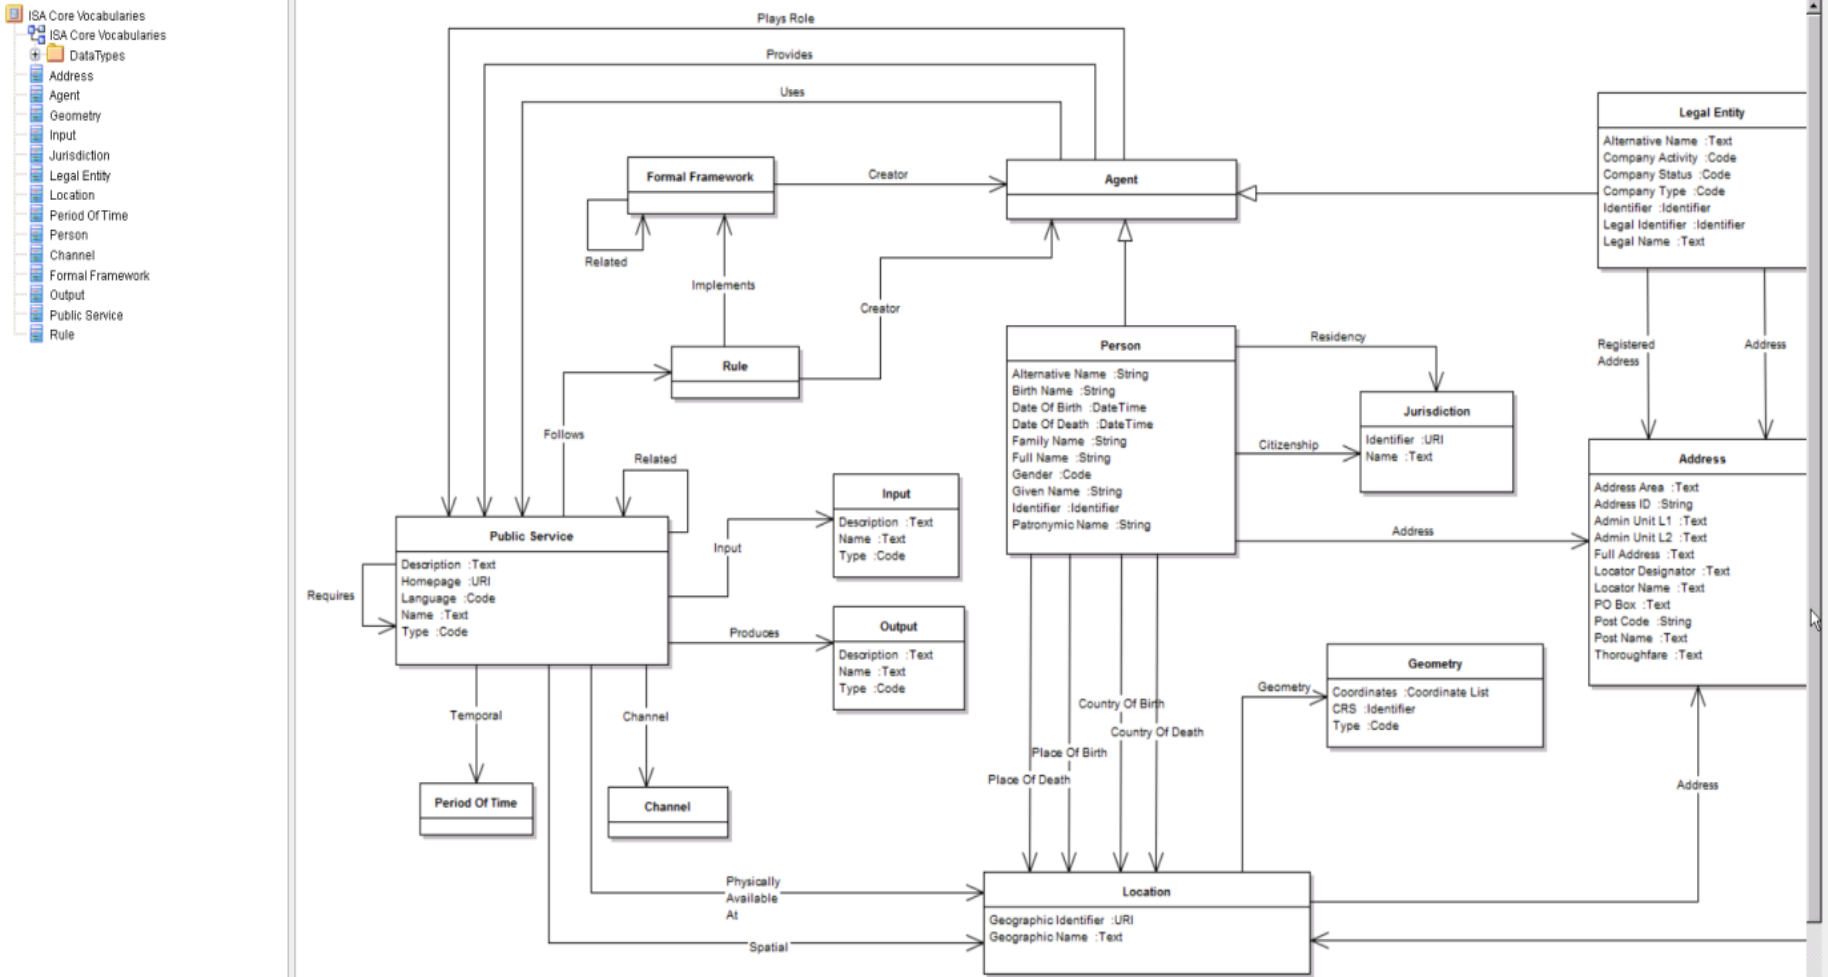 ISA Core Vocabularies
ISA Core Vocabularies
DataTypes
Address
Agent
Geometry
Input
Jurisdiction
Legal Entity
Location
Period Of Time
Person
Channel
Formal Framework
Output
Public Service
Rule
Plays Role
Provides
Uses
Formal Framework
Creator
Agent
Related
Implements
Creator
Rule
Follows
Related
Legal Entity
Alternative Name :Text
Company Activity :Code
Company Status :Code
Company Type :Code
Identifier :Identifier
Legal Identifier :Identifier
Legal Name :Text
Registered
Address
Address
Person
Alternative Name :String
Birth Name :String
Date Of Birth :DateTime
Date Of Death :DateTime
Family Name :String
Full Name :String
Gender :Code
Given Name :String
Identifier :Identifier
Patronymic Name :String
Residency
Citizenship
Address
Jurisdiction
Identifier :URI
Name :Text
Address
Address Area :Text
Address ID :String
Admin Unit L1 :Text
Admin Unit L2 :Text
Full Address :Text
Locator Designator :Text
Locator Name :Text
PO Box :Text
Post Code :String
Post Name :Text
Thoroughfare :Text
Public Service
Description :Text
Homepage :URI
Language :Code
Name :Text
Type :Code
Requires
Input
Input
Description :Text
Name :Text
Type :Code
Produces
Output
Description :Text
Name :Text
Type :Code
Temporal
Channel
Period Of Time
Channel
Country Of Birth
Country Of Death
Place Of Birth
Place Of Death
Geometry
Geometry
Coordinates :Coordinate List
CRS :Identifier
Type :Code
Address
Physically
Available
At
Spatial
Location
Geographic Identifier :URI
Geographic Name :Text